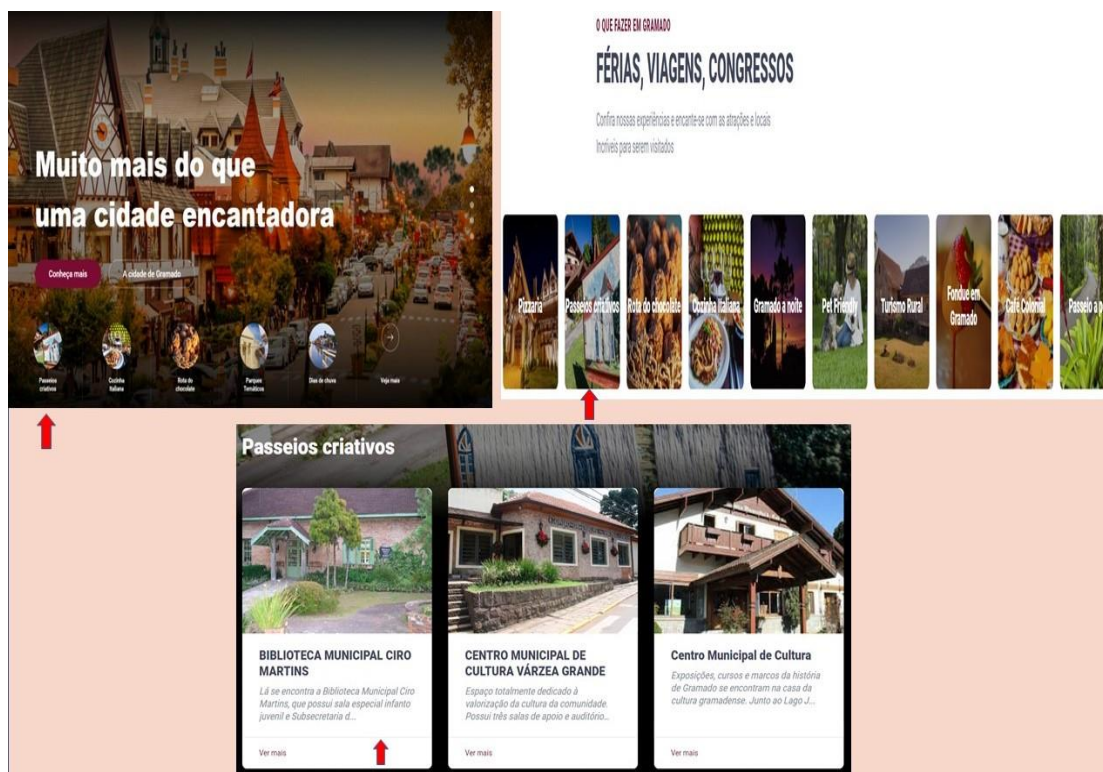 Muito mais do que
uma cidade encantadora
Conheça mais
A cidade de Gramado
Passeios
criativos
Cozinha
Italiana
Rota do
chocolate
Parques
Temáticos
Dias de chuva
Veja mais
O QUE FAZER EM GRAMADO
FÉRIAS, VIAGENS, CONGRESSOS
Confira nossas experiências e encante-se com as atrações e locais
Incríveis para serem visitados
Pizzaria
Passeios criativos
Rota do chocolate
Cozinha Italiana
Gramado a noite
Pet Friendly
Turismo Rural
Fondue em
Gramado
Café Colonial
Passeio a p
Passeios criativos
BIBLIOTECA MUNICIPAL CIRO
MARTINS
Lá se encontra a Biblioteca Municipal Ciro
Martins, que possui sala especial infanto
juvenil e Subsecretaria d...
Ver mais
CENTRO MUNICIPAL DE
CULTURA VÁRZEA GRANDE
Espaço totalmente dedicado à
valorização da cultura da comunidade.
Possui três salas de apoio e auditório...
Ver mais
Centro Municipal de Cultura
Exposições, cursos e marcos da história
de Gramado se encontram na casa da
cultura gramadense. Junto ao Lago J...
Ver mais